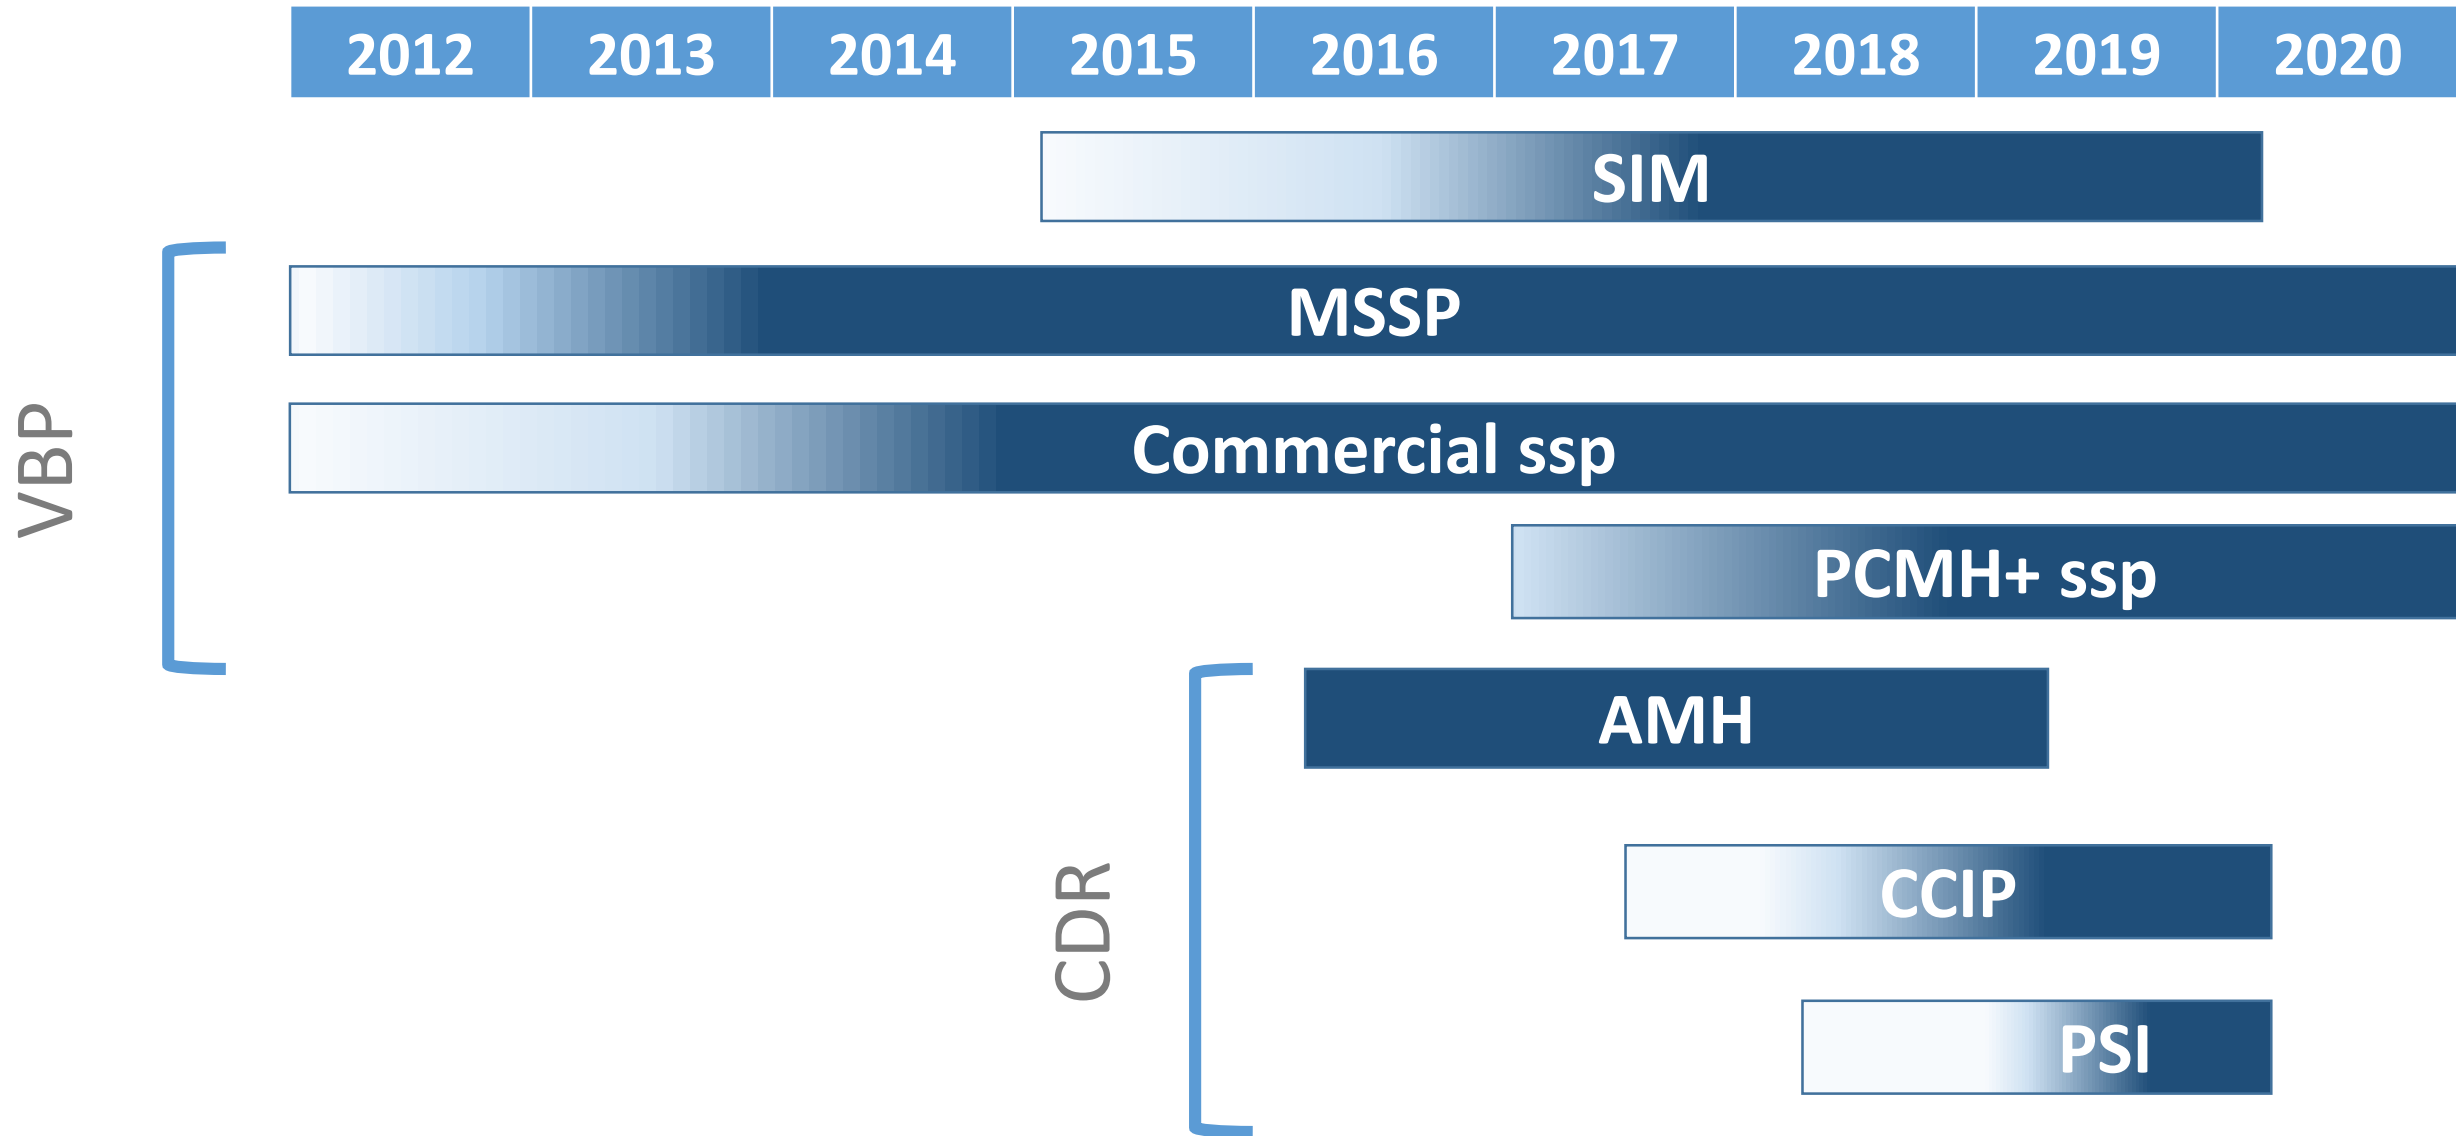 2012 2013 2014 2015 2016 2017 2018 2019 2020
SIM
MSSP
VBP
Commercial ssp
PCMH+ ssp
AMH
CDR
CCIP
PSI